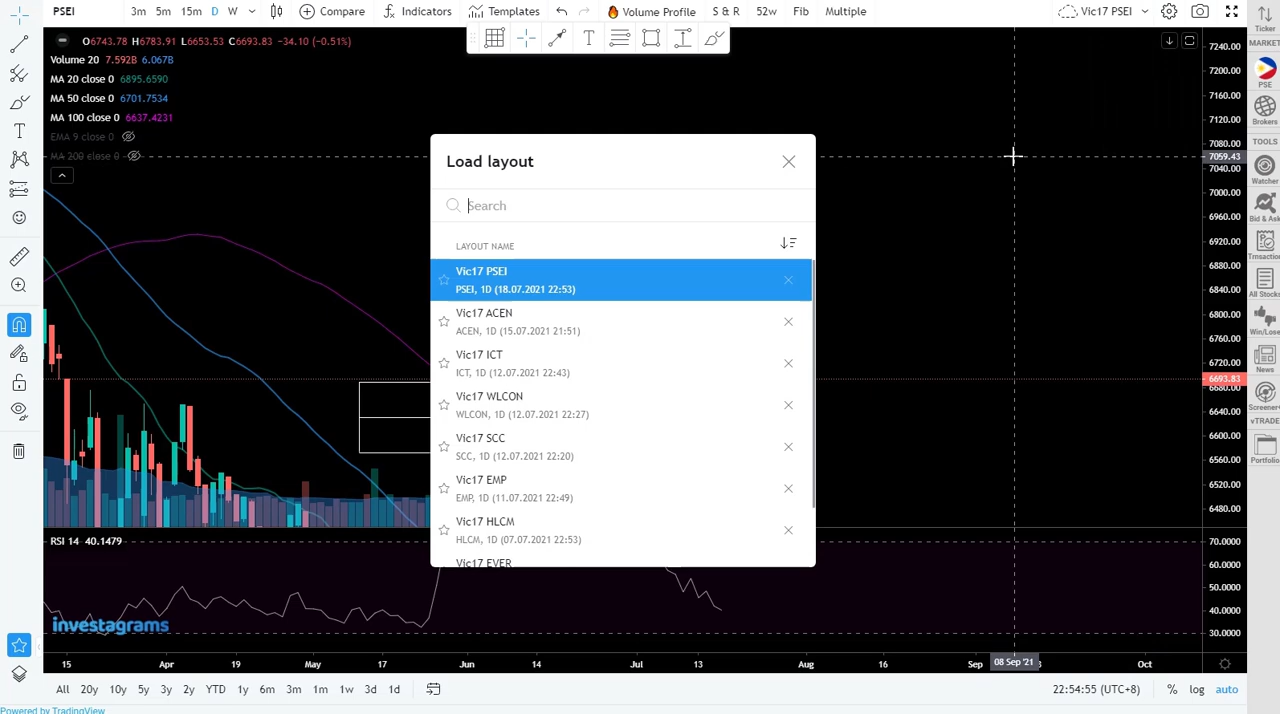 PSEI 3m 5m 15m D W Compare Indicators Templates Volume Profile S & R 52w Fib Multiple Vic17 PSEI
O6743.78 H6783.91 L6653.53 C6693.83 −34.10 (−0.51%)
Volume 20 7.592B 6.067B
MA 20 close 0 6895.6590
MA 50 close 0 6701.7534
MA 100 close 0 6637.4231
EMA 9 close 0
MA 200 close 0
Load layout
Search
LAYOUT NAME
Vic17 PSEI
PSEI, 1D (18.07.2021 22:53)
Vic17 ACEN
ACEN, 1D (15.07.2021 21:51)
Vic17 ICT
ICT, 1D (12.07.2021 22:43)
Vic17 WLCON
WLCON, 1D (12.07.2021 22:27)
Vic17 SCC
SCC, 1D (12.07.2021 22:20)
Vic17 EMP
EMP, 1D (11.07.2021 22:49)
Vic17 HLCM
HLCM, 1D (07.07.2021 22:53)
Vic17 EVER
7240.00
7200.00
7160.00
7120.00
7080.00
7059.43
7040.00
7000.00
6960.00
6920.00
6880.00
6840.00
6800.00
6760.00
6720.00
6693.83
6680.00
6640.00
6600.00
6560.00
6520.00
6480.00
RSI 14 40.1479
70.0000
60.0000
50.0000
40.0000
30.0000
investagrams
15 Apr 19 May 17 Jun 14 Jul 13 Aug 16 Sep 08 Sep '21 Oct
All 20y 10y 5y 3y 2y YTD 1y 6m 3m 1m 1w 3d 1d 22:54:55 (UTC+8) % log auto
Powered by TradingView
Ticker
MARKET
PSE
Brokers
TOOLS
Watcher
Bid & Ask
Trnsaction
All Stocks
Win/Lose
News
Screener
vTRADE
Portfolio